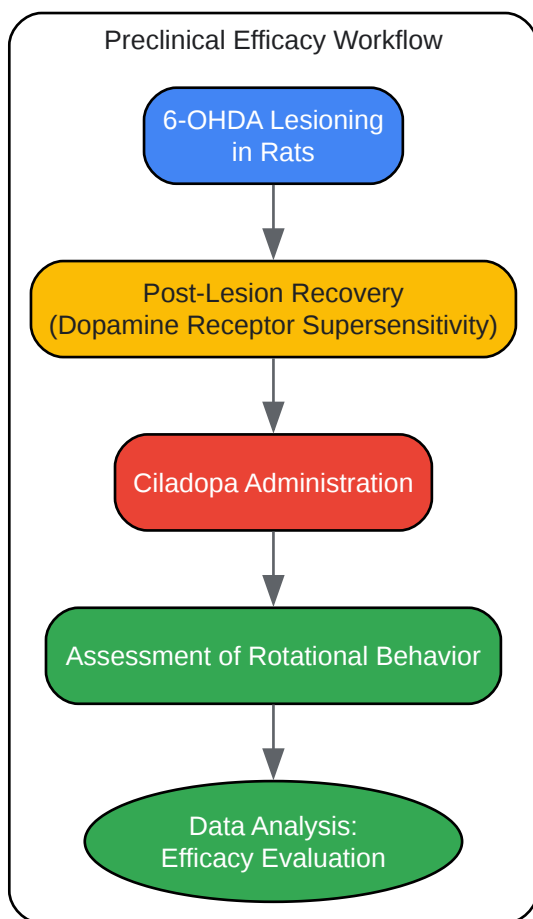 Preclinical Efficacy Workflow
6-OHDA Lesioning
in Rats
Post-Lesion Recovery
(Dopamine Receptor Supersensitivity)
Ciladopa Administration
Assessment of Rotational Behavior
Data Analysis:
Efficacy Evaluation